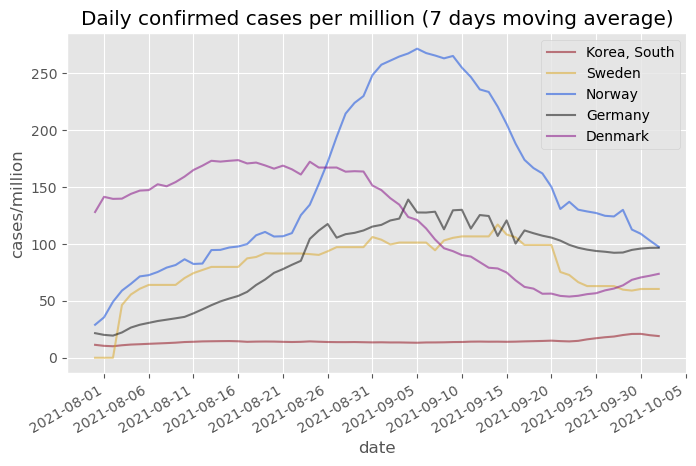 Daily confirmed cases per million (7 days moving average)
Korea, South
Sweden
Norway
Germany
Denmark
cases/million
250
200
150
100
50
0
2021-08-01
2021-08-06
2021-08-11
2021-08-16
2021-08-21
2021-08-26
2021-08-31
2021-09-05
2021-09-10
2021-09-15
2021-09-20
2021-09-25
2021-09-30
2021-10-05
date